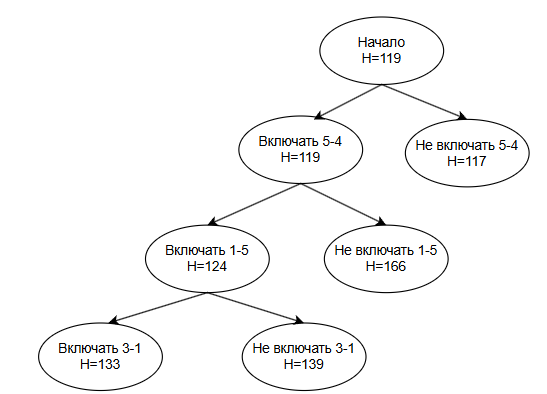 Начало
H=119
Включать 5-4
H=119
Не включать 5-4
H=117
Включать 1-5
H=124
Не включать 1-5
H=166
Включать 3-1
H=133
Не включать 3-1
H=139